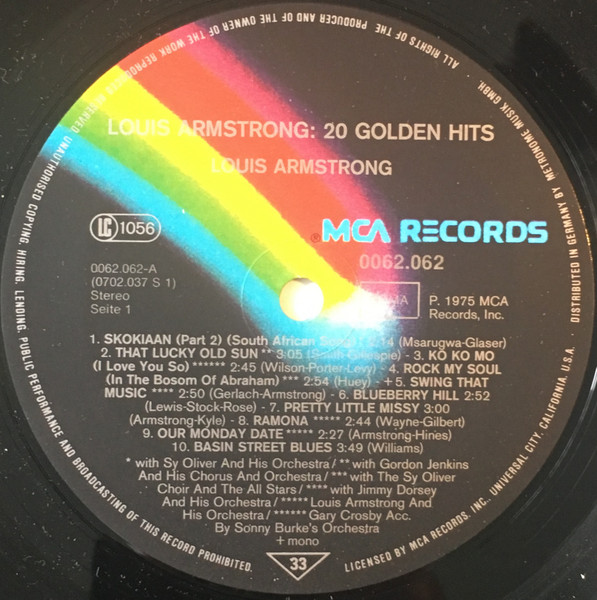 ALL RIGHTS OF THE PRODUCER AND OF THE OWNER OF THE WORK REPRODUCED RESERVED. UNAUTHORISED COPYING, HIRING, LENDING, PUBLIC PERFORMANCE AND BROADCASTING OF THIS RECORD PROHIBITED.
DISTRIBUTED IN GERMANY BY METRONOME MUSIK GMBH.
LOUIS ARMSTRONG: 20 GOLDEN HITS
LOUIS ARMSTRONG
LC 1056
® MCA RECORDS
0062.062-A
0062.062
(0702.037 S 1)
Stereo
Seite 1
P. 1975 MCA
Records, Inc.
1. SKOKIAAN (Part 2) (South African 2:14 (Msarugwa-Glaser)
2. THAT LUCKY OLD SUN ** 3:05 (Smith-Gillespie) - 3. KO KO MO
(I Love You So) ****** 2:45 (Wilson-Porter-Levy) - 4. ROCK MY SOUL
(In The Bosom Of Abraham) *** 2:54 (Huey) - +5. SWING THAT
MUSIC **** 2:50 (Gerlach-Armstrong) - 6. BLUEBERRY HILL 2:52
(Lewis-Stock-Rose) - 7. PRETTY LITTLE MISSY 3:00
(Armstrong-Kyle) - 8. RAMONA ***** 2:44 (Wayne-Gilbert)
9. OUR MONDAY DATE ***** 2:27 (Armstrong-Hines)
10. BASIN STREET BLUES 3:49 (Williams)
* with Sy Oliver And His Orchestra/ ** with Gordon Jenkins
And His Chorus And Orchestra/ *** with The Sy Oliver
Choir And The All Stars/ **** with Jimmy Dorsey
And His Orchestra/ ***** Louis Armstrong And
His Orchestra/ ****** Gary Crosby Acc.
By Sonny Burke's Orchestra
+ mono
33
LICENSED BY MCA RECORDS, INC., UNIVERSAL CITY, CALIFORNIA, U.S.A.